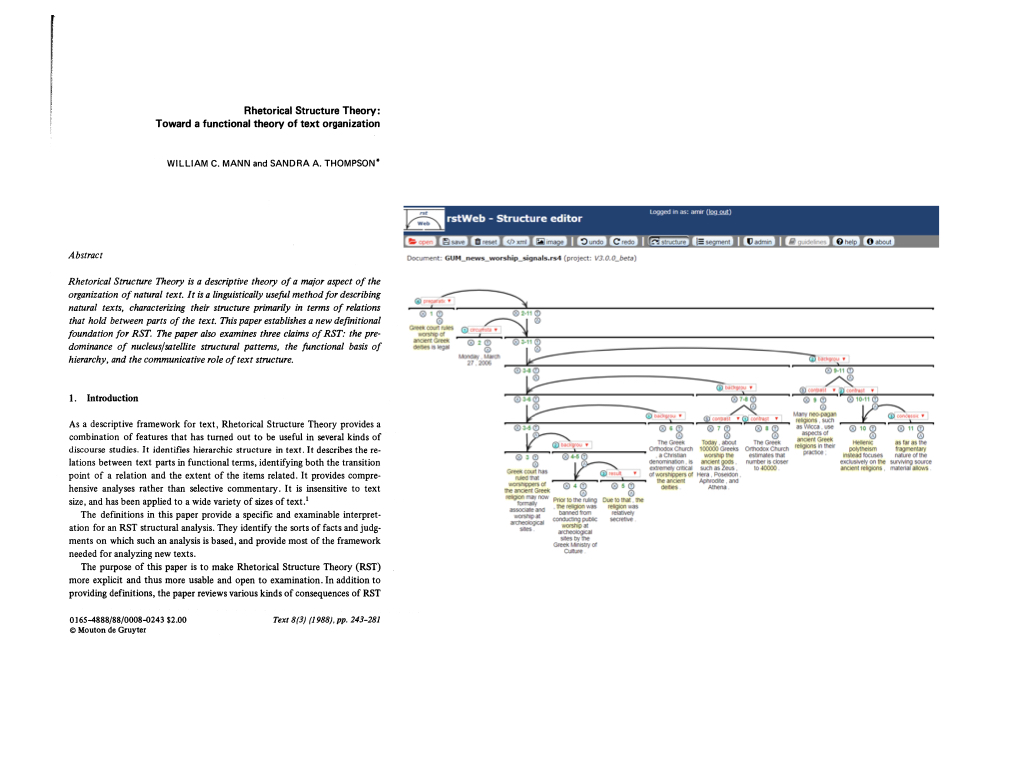 Rhetorical Structure Theory:
Toward a functional theory of text organization
WILLIAM C. MANN and SANDRA A. THOMPSON*
Abstract
Rhetorical Structure Theory is a descriptive theory of a major aspect of the
organization of natural text. It is a linguistically useful method for describing
natural texts, characterizing their structure primarily in terms of relations
that hold between parts of the text. This paper establishes a new definitional
foundation for RST. The paper also examines three claims of RST: the pre-
dominance of nucleus/satellite structural patterns, the functional basis of
hierarchy, and the communicative role of text structure.
1. Introduction
As a descriptive framework for text, Rhetorical Structure Theory provides a
combination of features that has turned out to be useful in several kinds of
discourse studies. It identifies hierarchic structure in text. It describes the re-
lations between text parts in functional terms, identifying both the transition
point of a relation and the extent of the items related. It provides compre-
hensive analyses rather than selective commentary. It is insensitive to text
size, and has been applied to a wide variety of sizes of text.¹
The definitions in this paper provide a specific and examinable interpret-
ation for an RST structural analysis. They identify the sorts of facts and judg-
ments on which such an analysis is based, and provide most of the framework
needed for analyzing new texts.
The purpose of this paper is to make Rhetorical Structure Theory (RST)
more explicit and thus more usable and open to examination. In addition to
providing definitions, the paper reviews various kinds of consequences of RST
0165-4888/88/0008-0243 $2.00
Text 8(3) (1988), pp. 243-281
© Mouton de Gruyter
rst
Web
rstWeb - Structure editor
Logged in as: amir (log out)
open save reset xml image undo redo structure segment admin guidelines help about
Document: GUM_news_worship_signals.rs4 (project: V3.0.0_beta)
1
2-11
Greek court rules
worship of
ancient Greek
deities is legal
2
Monday , March
27 , 2006
9-11
3-8
contrast
contrast
3-6
7-8
9
10-11
Many neo-pagan
religions , such
as Wicca , use
aspects of
ancient Greek
religions in their
practice .
contrast
contrast
3-5
6
7
8
10
11
The Greek
Orthodox Church
, a Christian
denomination , is
extremely critical
of worshippers of
the ancient
deities .
Today , about
100000 Greeks
worship the
ancient gods ,
such as Zeus ,
Hera , Poseidon ,
Aphrodite , and
Athena .
The Greek
Orthodox Church
estimates that
number is closer
to 40000 .
Hellenic
polytheism
instead focuses
exclusively on the
ancient religions ,
as far as the
fragmentary
nature of the
surviving source
material allows .
3
4-5
Greek court has
ruled that
worshippers of
the ancient Greek
religion may now
formally
associate and
worship at
archeological
sites .
result
4
5
Prior to the ruling
, the religion was
banned from
conducting public
worship at
archeological
sites by the
Greek Ministry of
Culture .
Due to that , the
religion was
relatively
secretive .